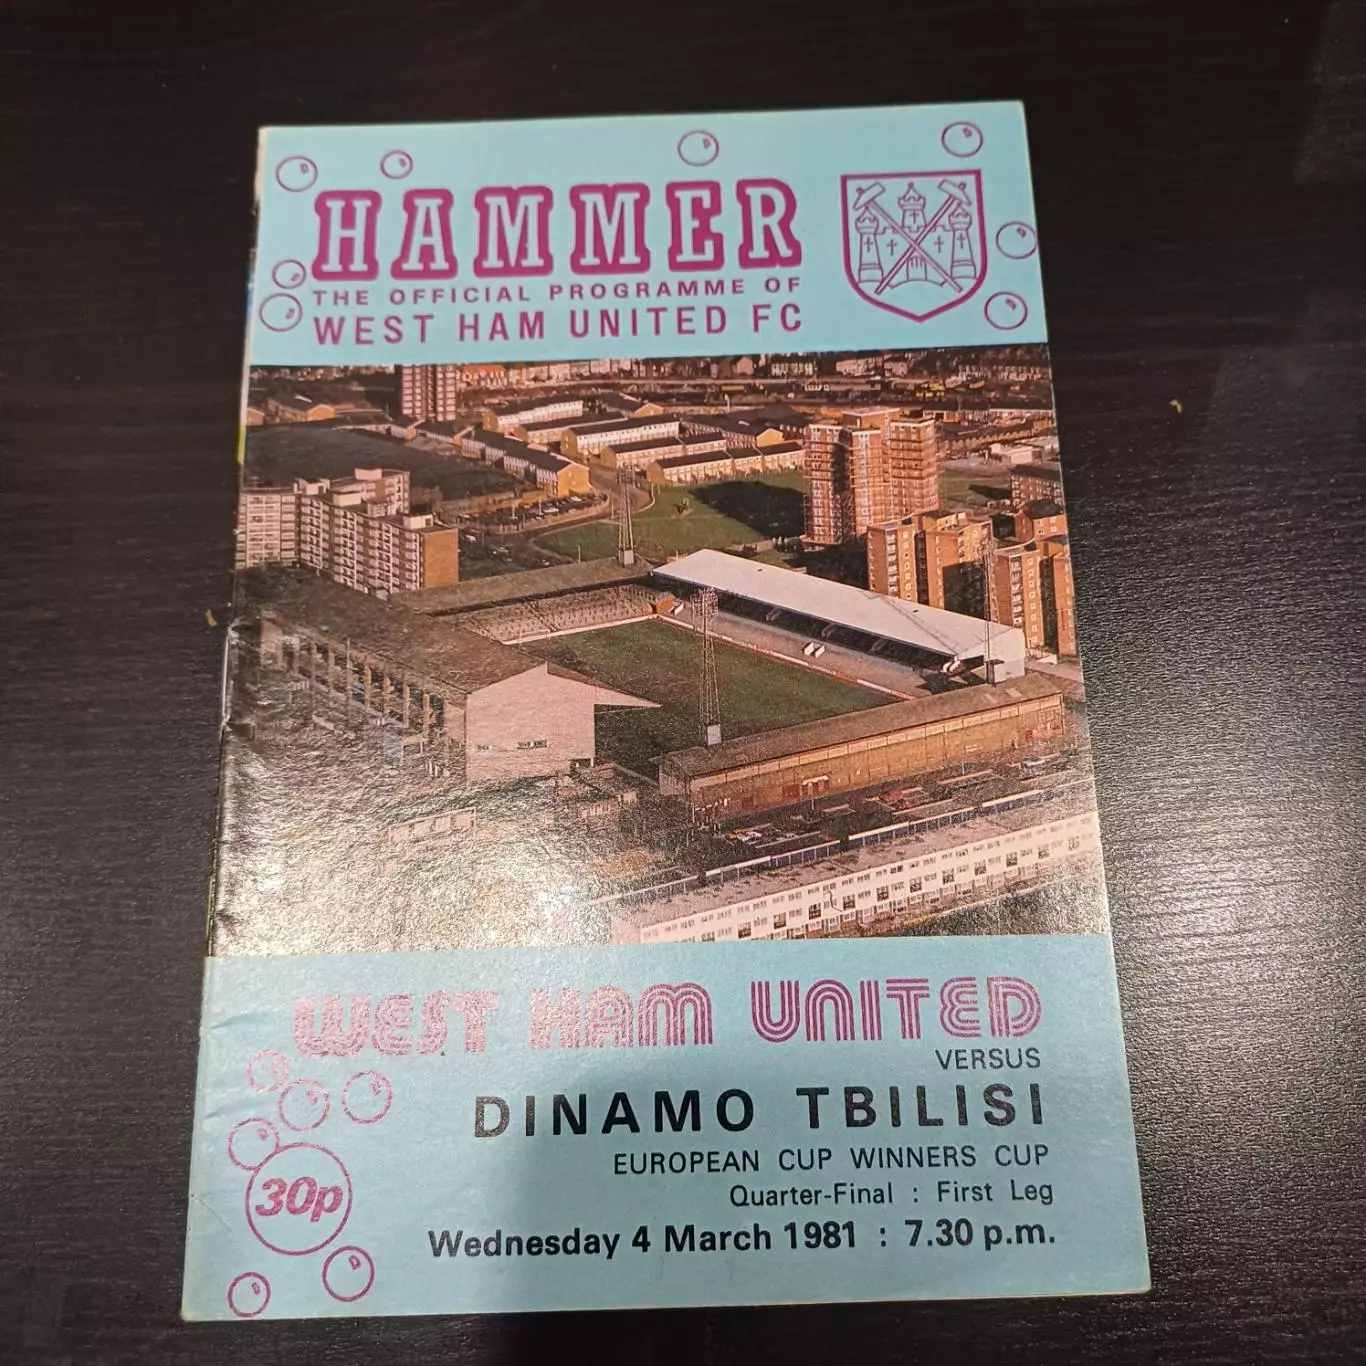 HAMMER
THE OFFICIAL PROGRAMME OF
WEST HAM UNITED FC
WEST HAM UNITED
VERSUS
DINAMO TBILISI
EUROPEAN CUP WINNERS CUP
Quarter-Final : First Leg
30p
Wednesday 4 March 1981 : 7.30 p.m.